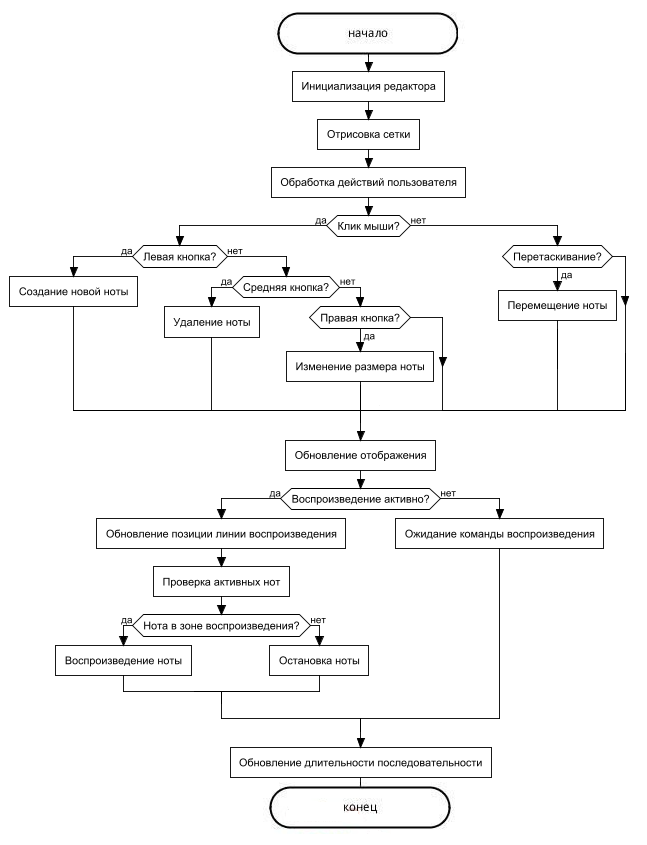 начало
Инициализация редактора
Отрисовка сетки
Обработка действий пользователя
да
Клик мыши?
нет
да
Левая кнопка?
нет
Перетаскивание?
да
Создание новой ноты
да
Средняя кнопка?
нет
Перемещение ноты
Удаление ноты
Правая кнопка?
да
Изменение размера ноты
Обновление отображения
да
Воспроизведение активно?
нет
Обновление позиции линии воспроизведения
Ожидание команды воспроизведения
Проверка активных нот
да
Нота в зоне воспроизведения?
нет
Воспроизведение ноты
Остановка ноты
Обновление длительности последовательности
конец